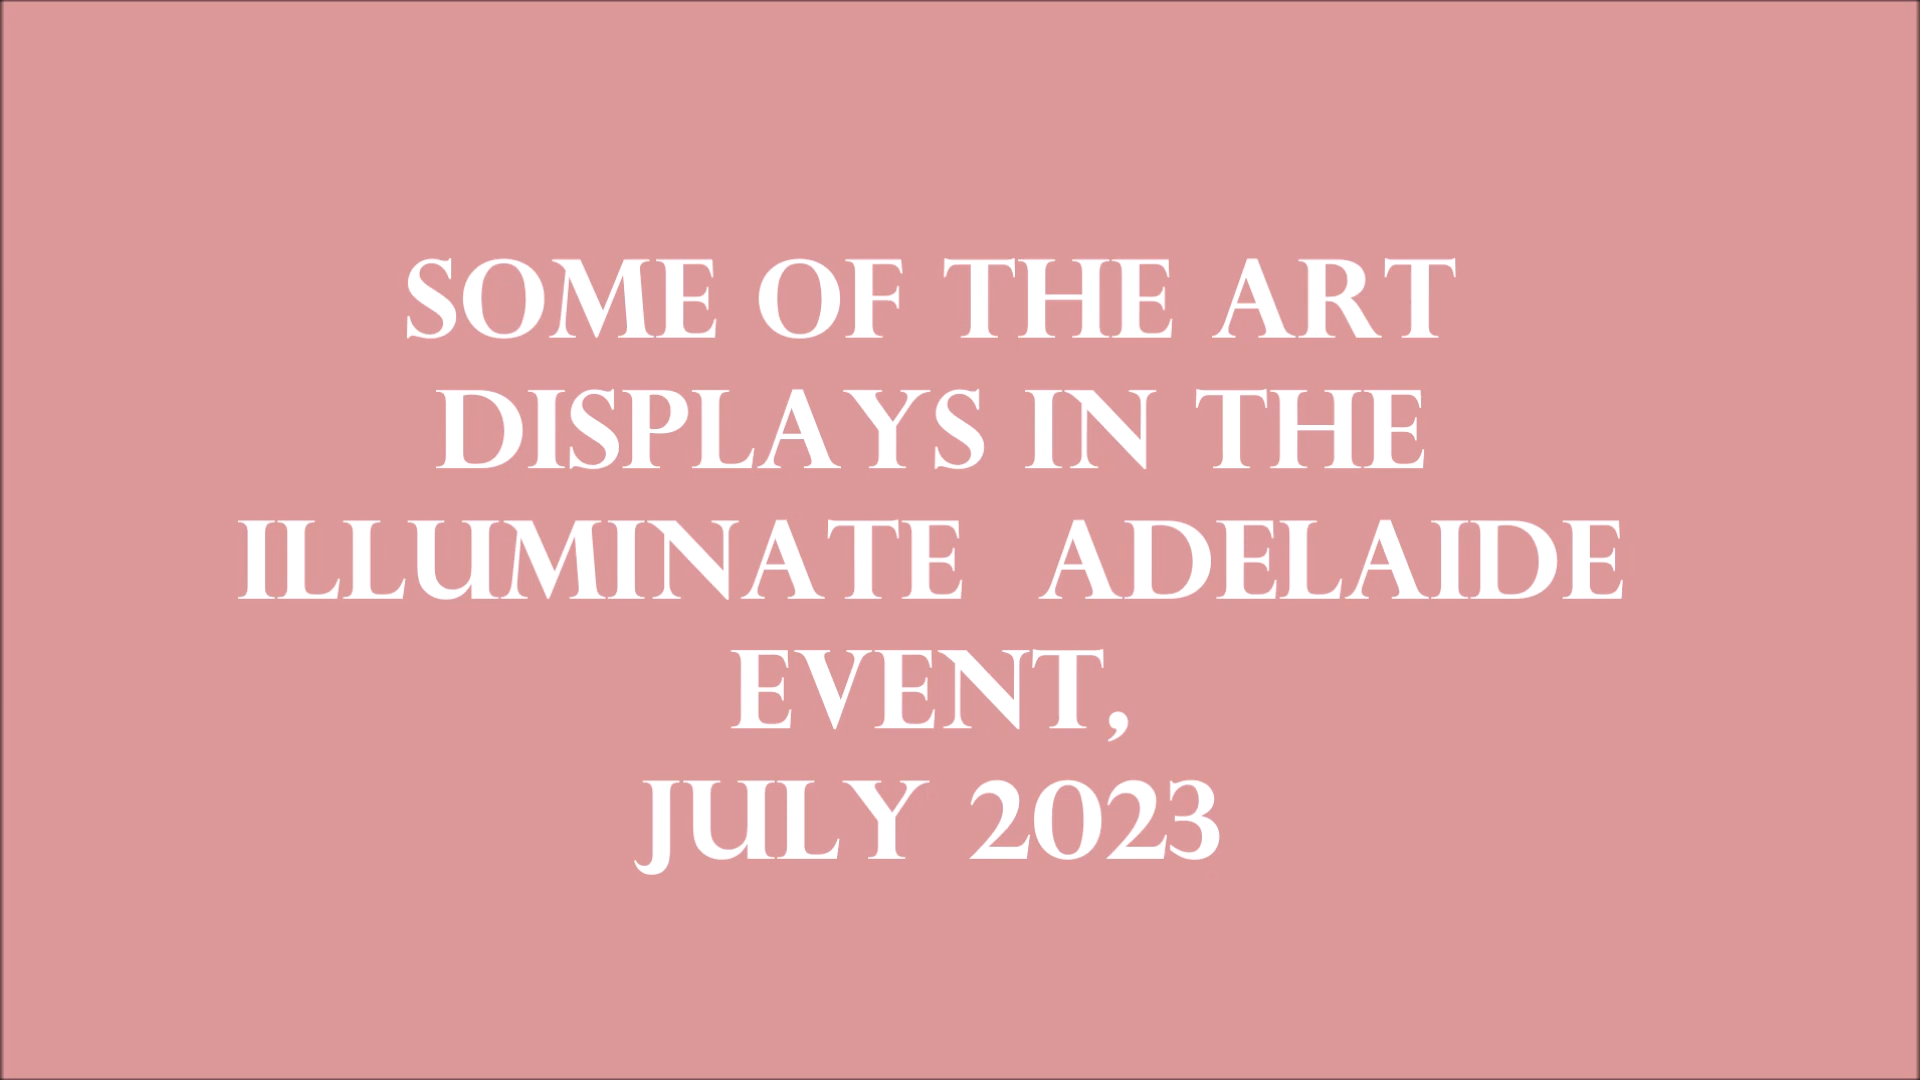 SOME OF THE ART
DISPLAYS IN THE
ILLUMINATE  ADELAIDE
EVENT,
JULY 2023